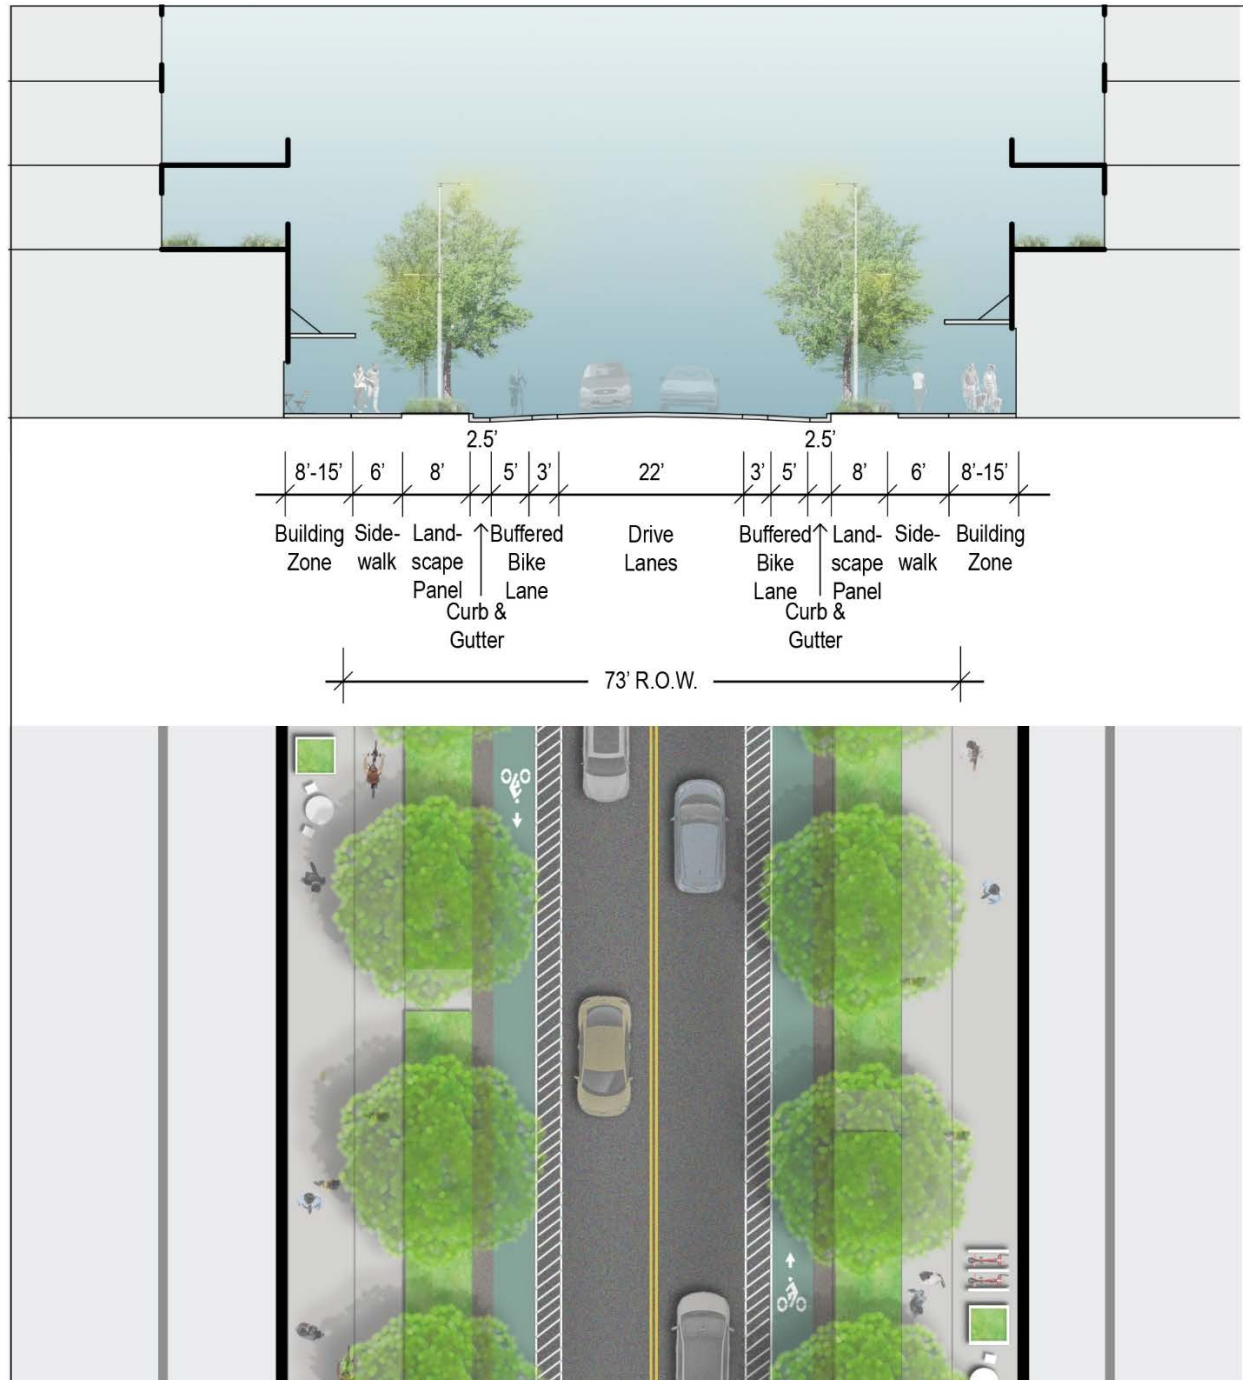 2.5’ 2.5’
8’-15’ 6’ 8’ 5’ 3’ 22’ 3’ 5’ 8’ 6’ 8’-15’
Building Side- Land- Buffered Drive Buffered Land- Side- Building
Zone walk scape Bike Lanes Bike scape walk Zone
Panel Lane Lane Panel
Curb & Curb &
Gutter Gutter
73’ R.O.W.